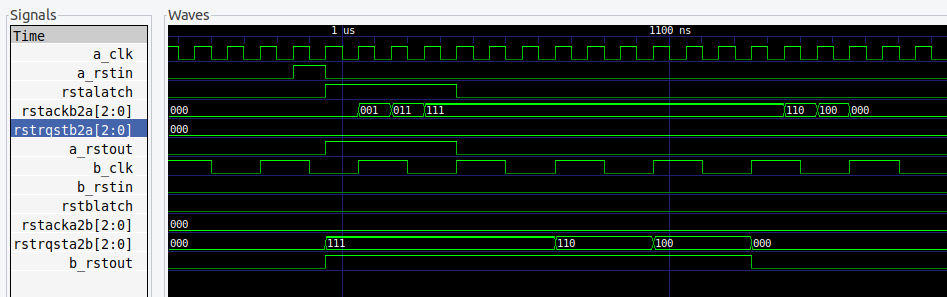 Signals
Waves
Time
1 us
1100 ns
a_clk
a_rstin
rstalatch
rstackb2a[2:0]
000
001
011
111
110
100
000
rstrqstb2a[2:0]
000
a_rstout
b_clk
b_rstin
rstblatch
rstacka2b[2:0]
000
rstrqsta2b[2:0]
000
111
110
100
000
b_rstout